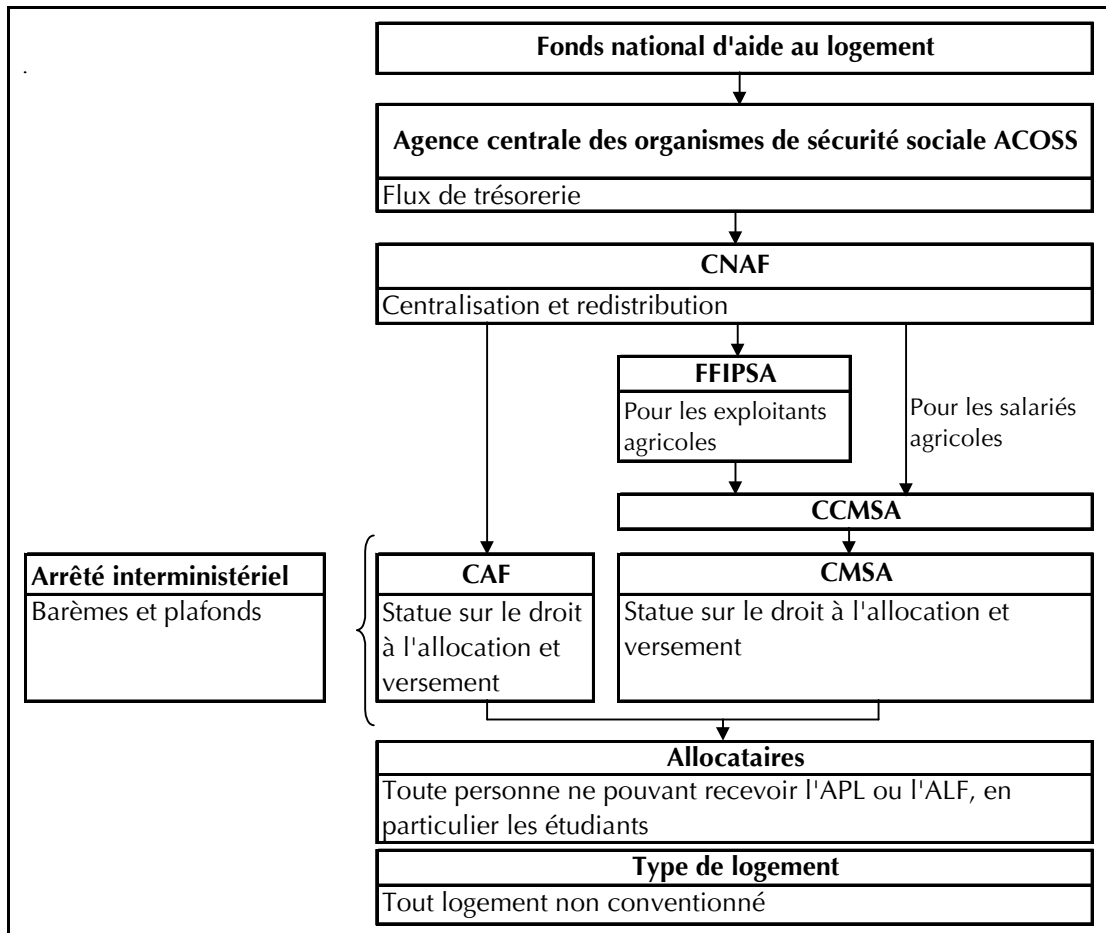 Fonds national d'aide au logement
Agence centrale des organismes de sécurité sociale ACOSS
Flux de trésorerie
CNAF
Centralisation et redistribution
FFIPSA
Pour les exploitants
agricoles
Pour les salariés
agricoles
CCMSA
Arrêté interministériel
Barèmes et plafonds
CAF
Statue sur le droit
à l'allocation et
versement
CMSA
Statue sur le droit à l'allocation et
versement
Allocataires
Toute personne ne pouvant recevoir l'APL ou l'ALF, en
particulier les étudiants
Type de logement
Tout logement non conventionné